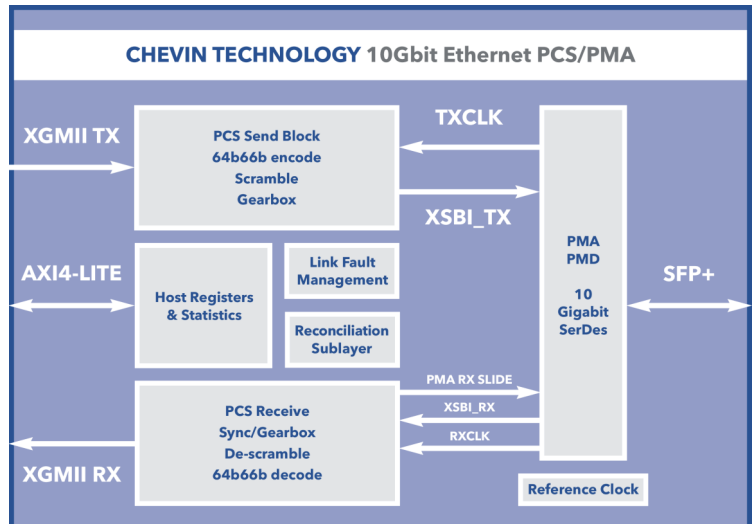 CHEVIN TECHNOLOGY 10Gbit Ethernet PCS/PMA
XGMII TX
PCS Send Block
64b66b encode
Scramble
Gearbox
TXCLK
XSBI_TX
AXI4-LITE
Host Registers
& Statistics
Link Fault
Management
Reconciliation
Sublayer
PMA
PMD
10
Gigabit
SerDes
SFP+
PCS Receive
Sync/Gearbox
De-scramble
64b66b decode
PMA RX SLIDE
XSBI_RX
RXCLK
XGMII RX
Reference Clock